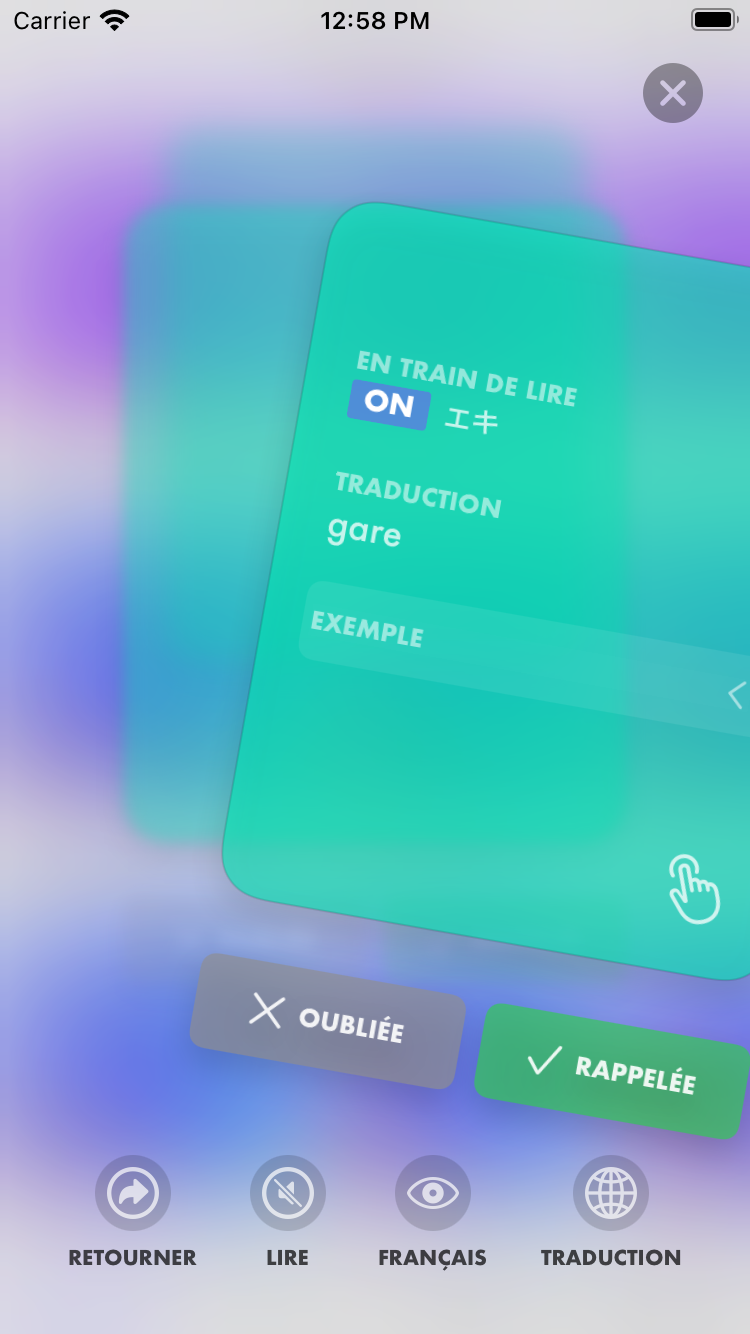 Carrier 12:58 PM
EN TRAIN DE LIRE
ON エキ
TRADUCTION
gare
EXEMPLE
OUBLIÉE
RAPPELÉE
RETOURNER
LIRE
FRANÇAIS
TRADUCTION